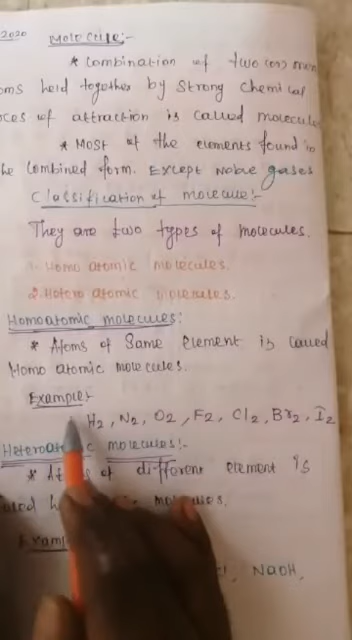 2020
Molecule:-
* Combination of two (or) more
oms held together by Strong chemical
rces of attraction is called molecule
* Most of the elements found in
he combined form. Except Noble gases
Classification of molecule:-
They are two types of molecules.
1. Homo atomic molecules.
2. Hetero atomic molecules.
Homoatomic molecules:
* Atoms of Same element is called
Homo atomic molecules.
Example:-
H2, N2, O2, F2, Cl2, Br2, I2
molecules:-
of different element is
molecules.
NaOH,